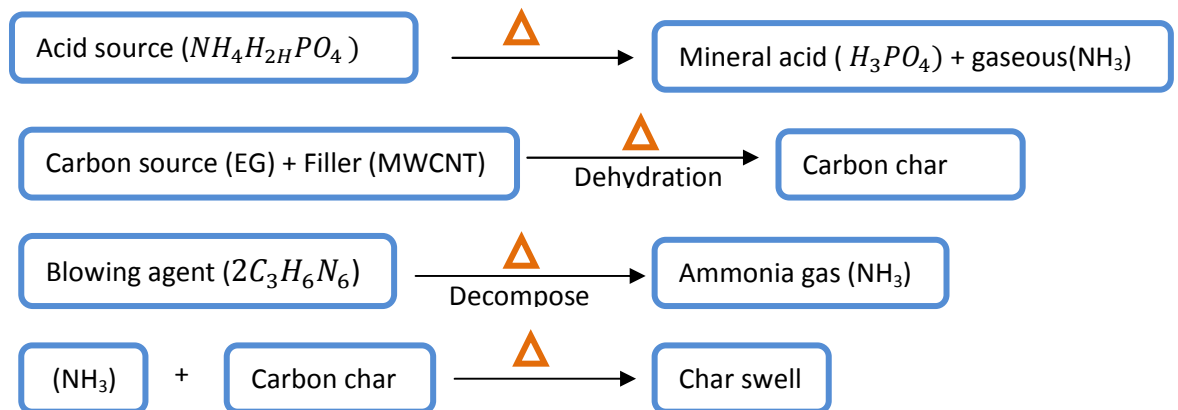 Acid source (NH₄H₂HPO₄) Mineral acid ( H₃PO₄) + gaseous(NH₃)
Carbon source (EG) + Filler (MWCNT) Dehydration Carbon char
Blowing agent (2C₃H₆N₆) Decompose Ammonia gas (NH₃)
(NH₃) + Carbon char Char swell